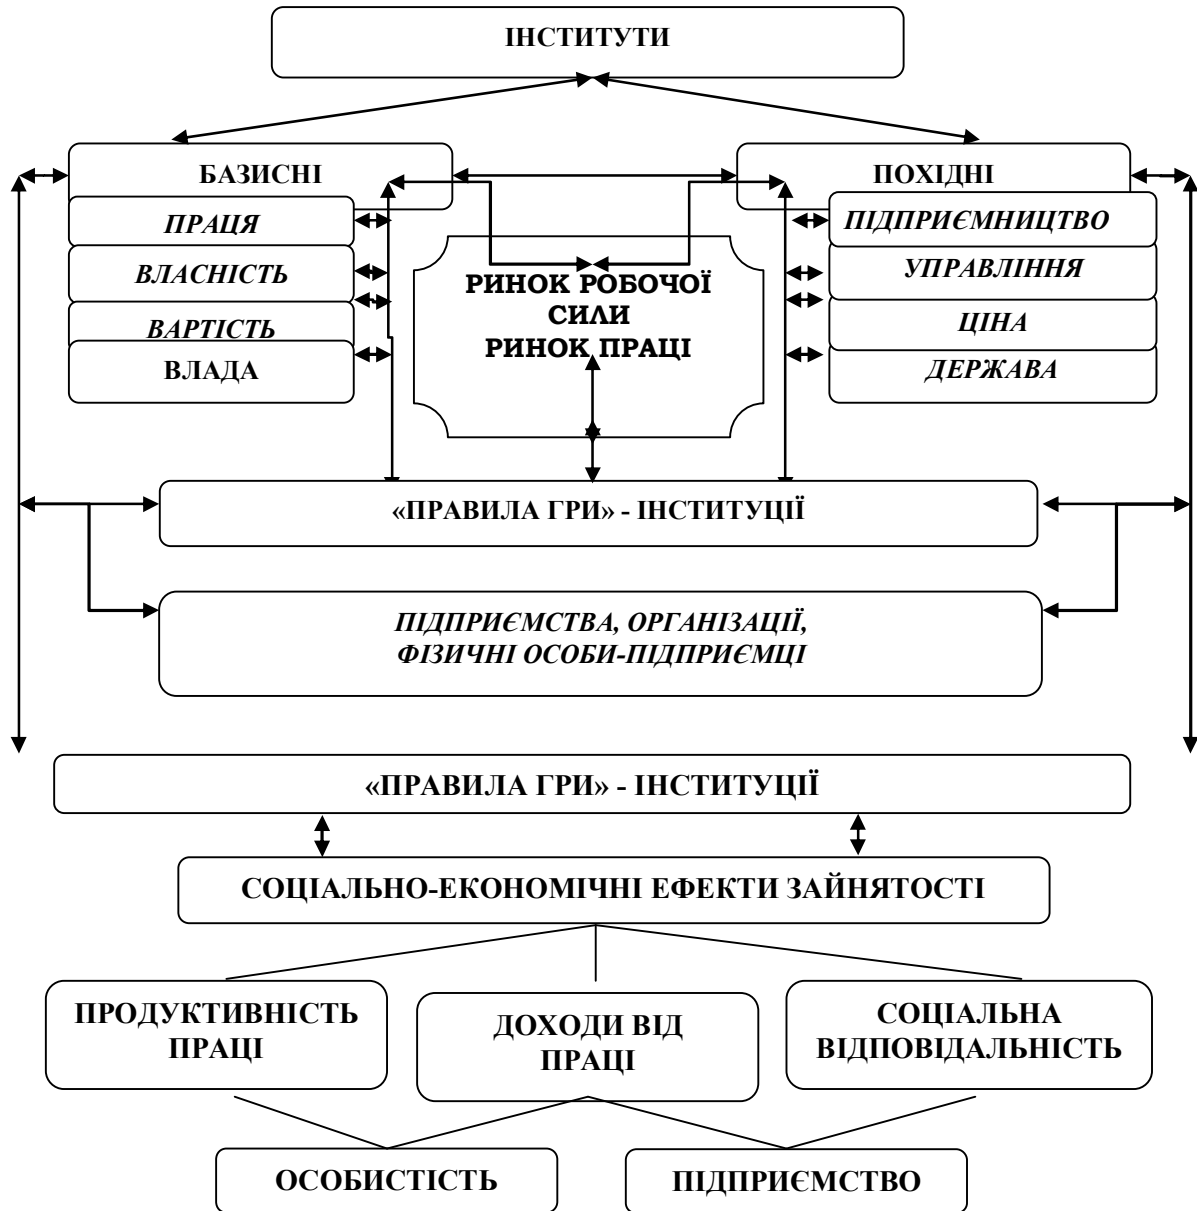 ІНСТИТУТИ
БАЗИСНІ
ПОХІДНІ
ПРАЦЯ
ВЛАСНІСТЬ
ВАРТІСТЬ
ВЛАДА
РИНОК РОБОЧОЇ
СИЛИ
РИНОК ПРАЦІ
ПІДПРИЄМНИЦТВО
УПРАВЛІННЯ
ЦІНА
ДЕРЖАВА
«ПРАВИЛА ГРИ» - ІНСТИТУЦІЇ
ПІДПРИЄМСТВА, ОРГАНІЗАЦІЇ,
ФІЗИЧНІ ОСОБИ-ПІДПРИЄМЦІ
«ПРАВИЛА ГРИ» - ІНСТИТУЦІЇ
СОЦІАЛЬНО-ЕКОНОМІЧНІ ЕФЕКТИ ЗАЙНЯТОСТІ
ПРОДУКТИВНІСТЬ
ПРАЦІ
ДОХОДИ ВІД
ПРАЦІ
СОЦІАЛЬНА
ВІДПОВІДАЛЬНІСТЬ
ОСОБИСТІСТЬ
ПІДПРИЄМСТВО